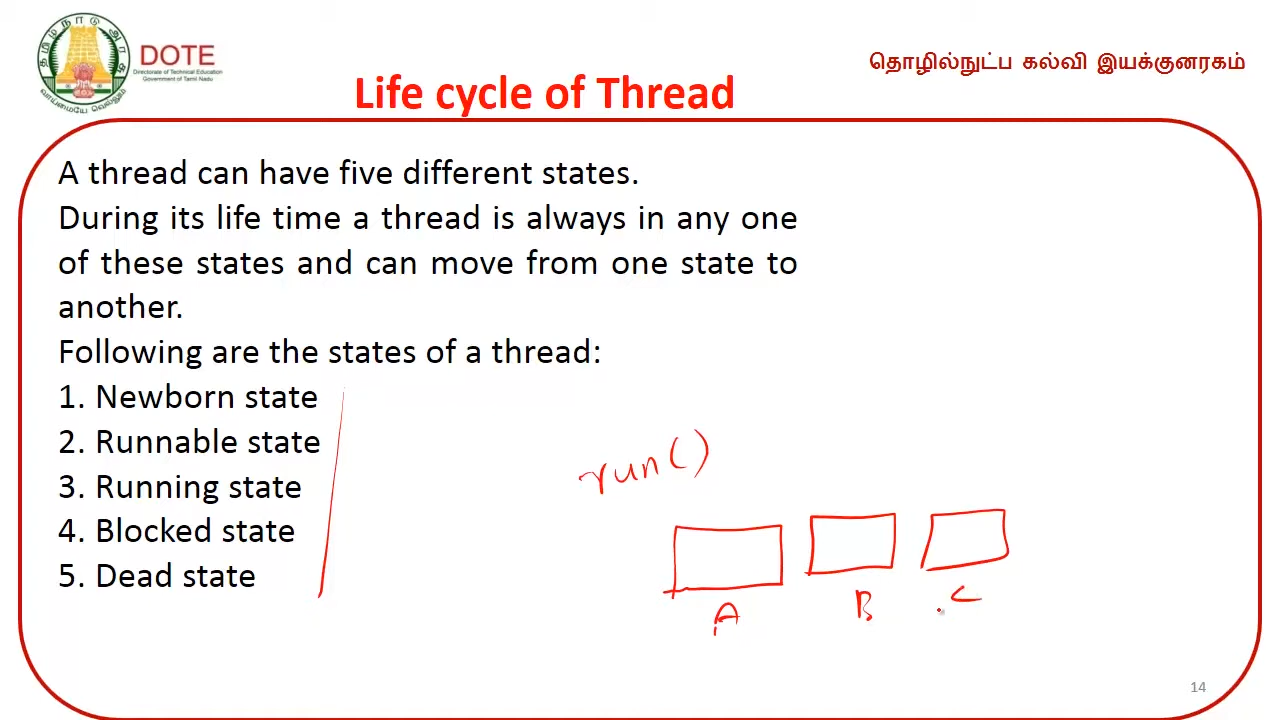 தமிழ்நாடு அரசு
வாய்மையே வெல்லும்
DOTE
Directorate of Technical Education
Government of Tamil Nadu
தொழில்நுட்ப கல்வி இயக்குனரகம்
Life cycle of Thread
A thread can have five different states.
During its life time a thread is always in any one
of these states and can move from one state to
another.
Following are the states of a thread:
1. Newborn state
2. Runnable state
3. Running state
4. Blocked state
5. Dead state
run()
A B C
14